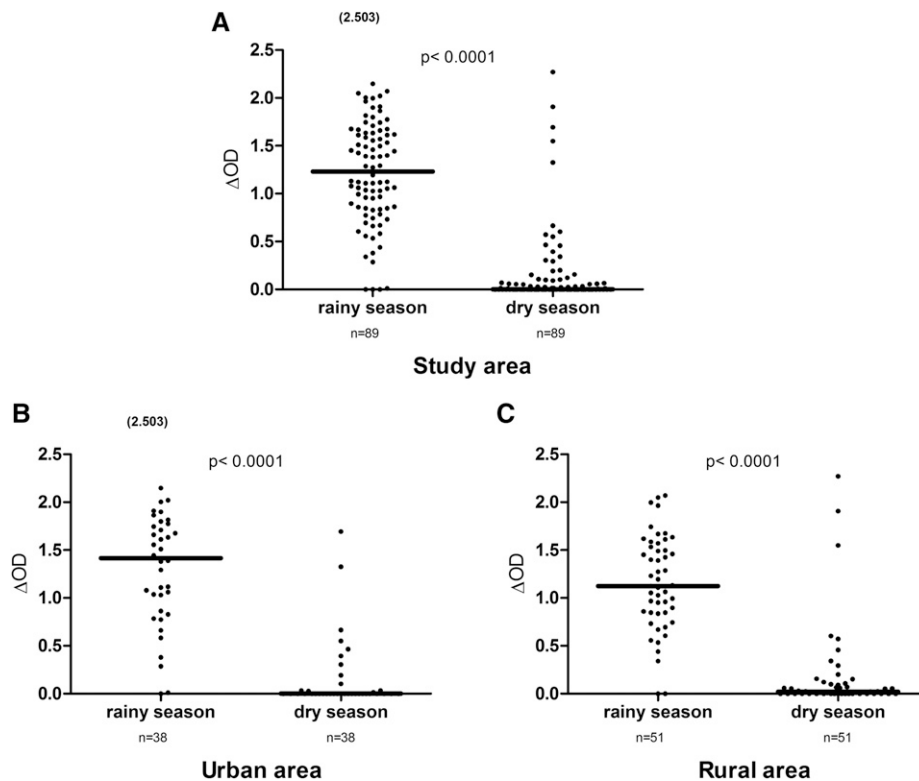 A
(2.503)
p< 0.0001
2.5
2.0
1.5
1.0
0.5
0.0
ΔOD
rainy season
dry season
n=89
n=89
Study area
B
(2.503)
p< 0.0001
2.5
2.0
1.5
1.0
0.5
0.0
ΔOD
rainy season
dry season
n=38
n=38
Urban area
C
p< 0.0001
2.5
2.0
1.5
1.0
0.5
0.0
ΔOD
rainy season
dry season
n=51
n=51
Rural area